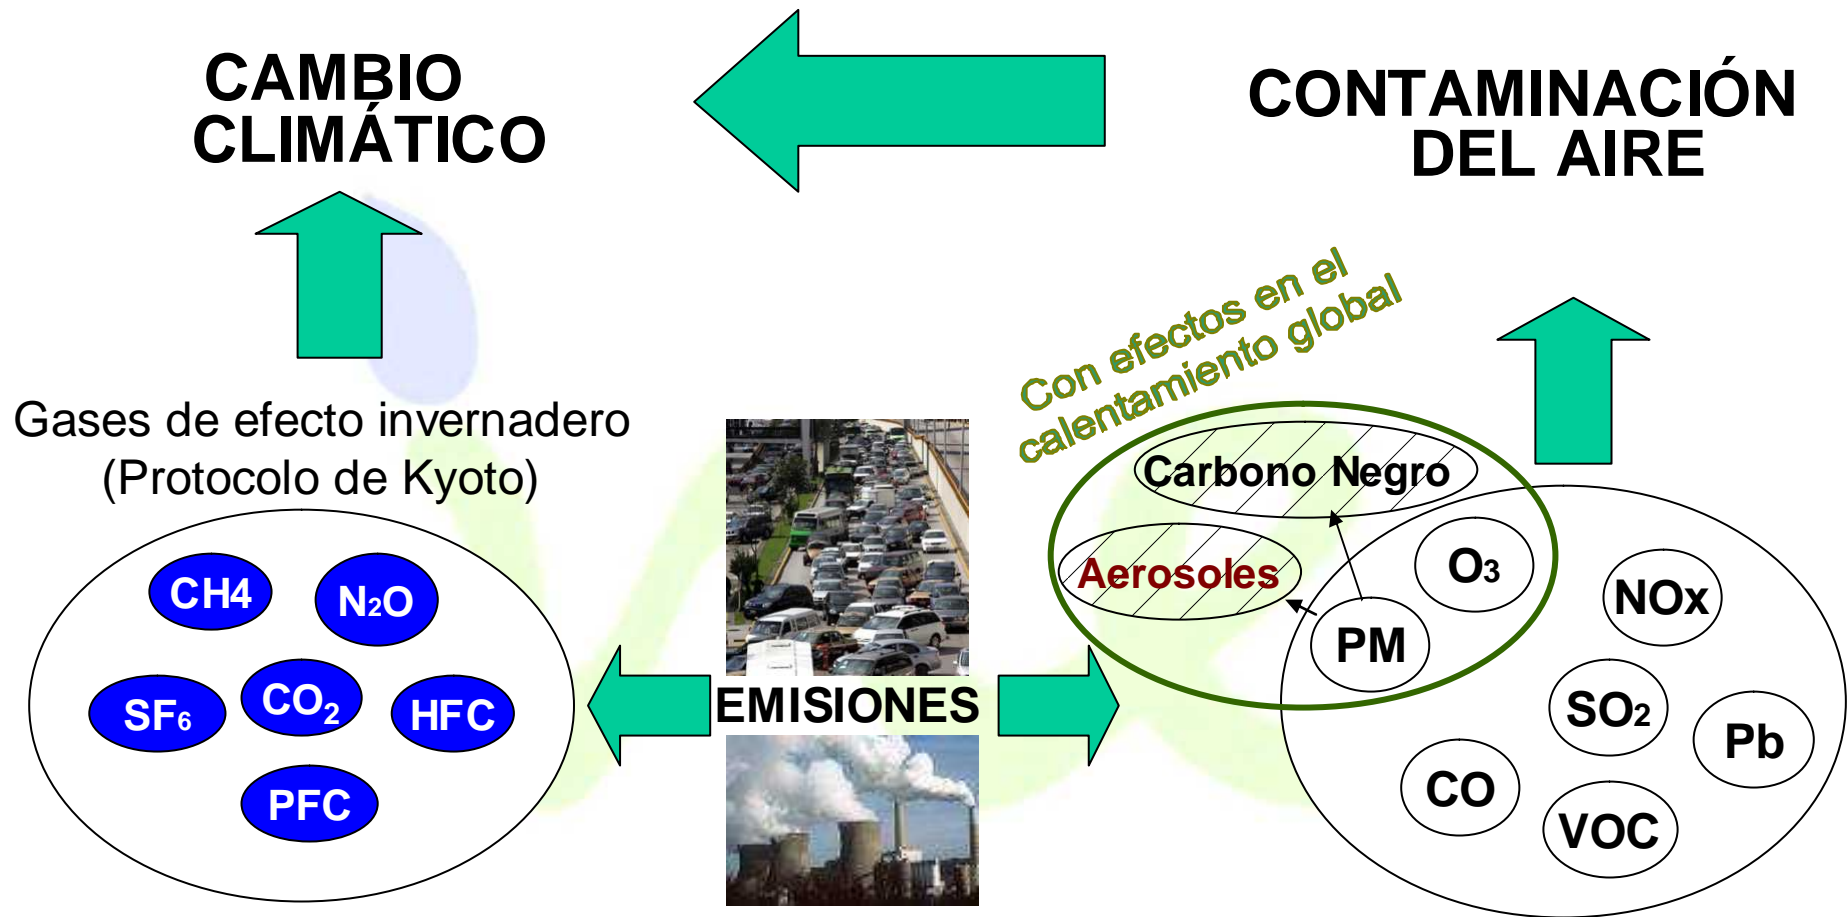 CAMBIO
CLIMÁTICO
CONTAMINACIÓN
DEL AIRE
Con efectos en el
calentamiento global
Gases de efecto invernadero
(Protocolo de Kyoto)
CH4
N₂O
SF₆
CO₂
HFC
PFC
EMISIONES
Carbono Negro
Aerosoles
O₃
PM
NOx
SO₂
Pb
CO
VOC